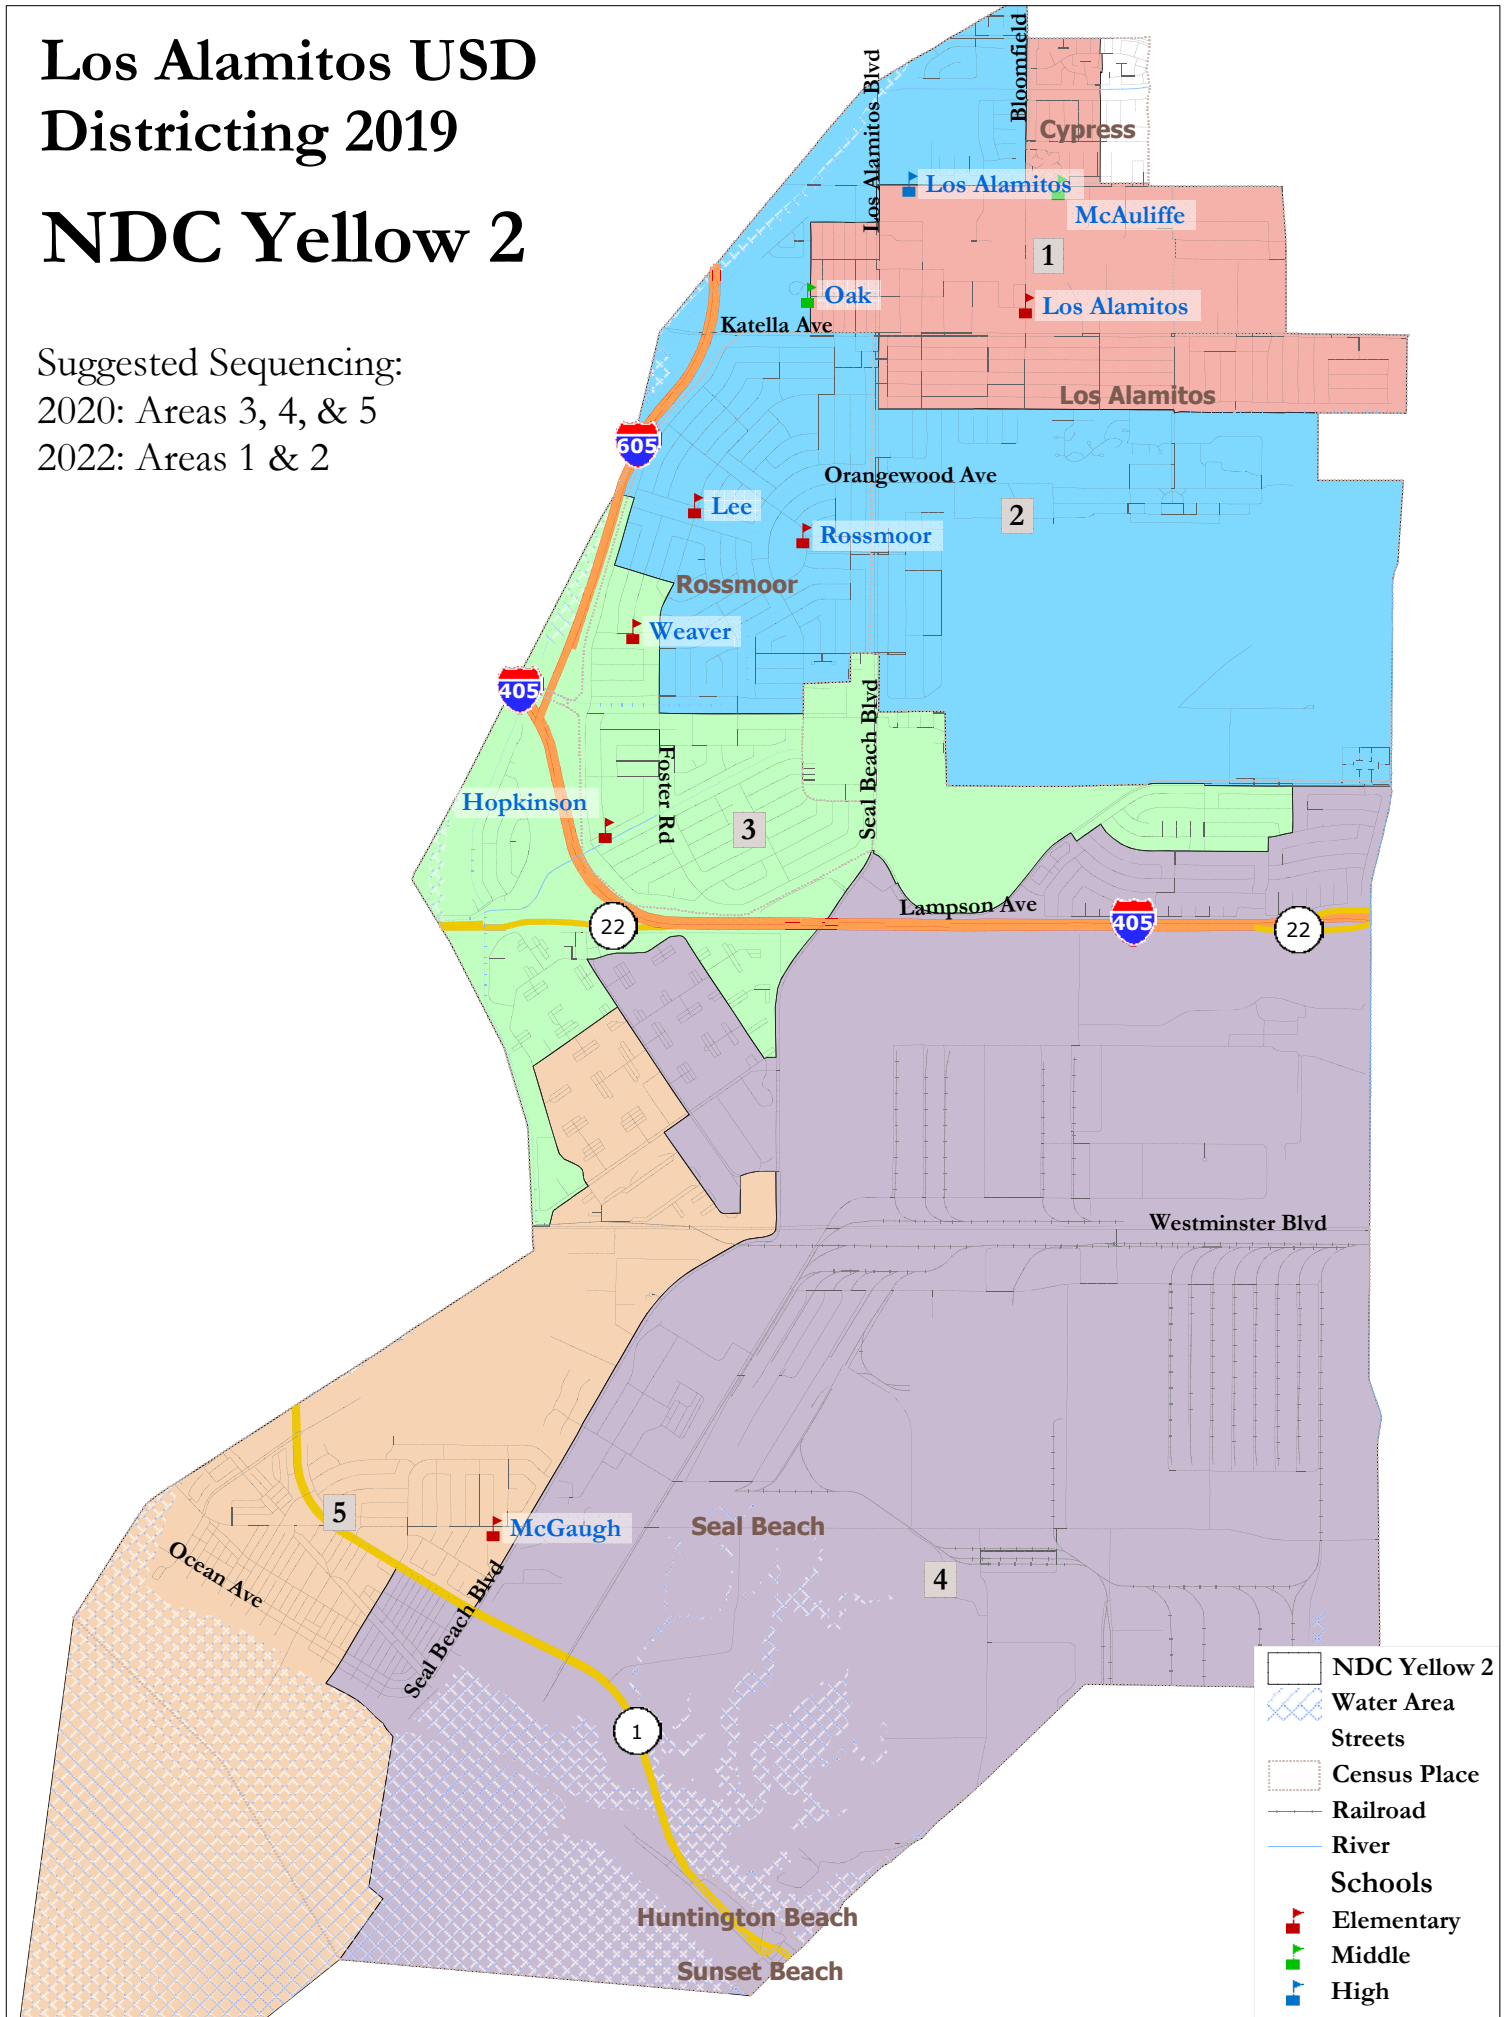 Los Alamitos USD
Districting 2019
NDC Yellow 2
Suggested Sequencing:
2020: Areas 3, 4, & 5
2022: Areas 1 & 2
Bloomfield
Los Alamitos Blvd
Cypress
Los Alamitos
McAuliffe
1
Oak
Los Alamitos
Katella Ave
Los Alamitos
605
Orangewood Ave
Lee
2
Rossmoor
Rossmoor
Weaver
405
Seal Beach Blvd
Foster Rd
Hopkinson
3
Lampson Ave
405
22
22
Westminster Blvd
5
McGaugh
Seal Beach
Ocean Ave
Seal Beach Blvd
4
1
Huntington Beach
Sunset Beach
NDC Yellow 2
Water Area
Streets
Census Place
Railroad
River
Schools
Elementary
Middle
High